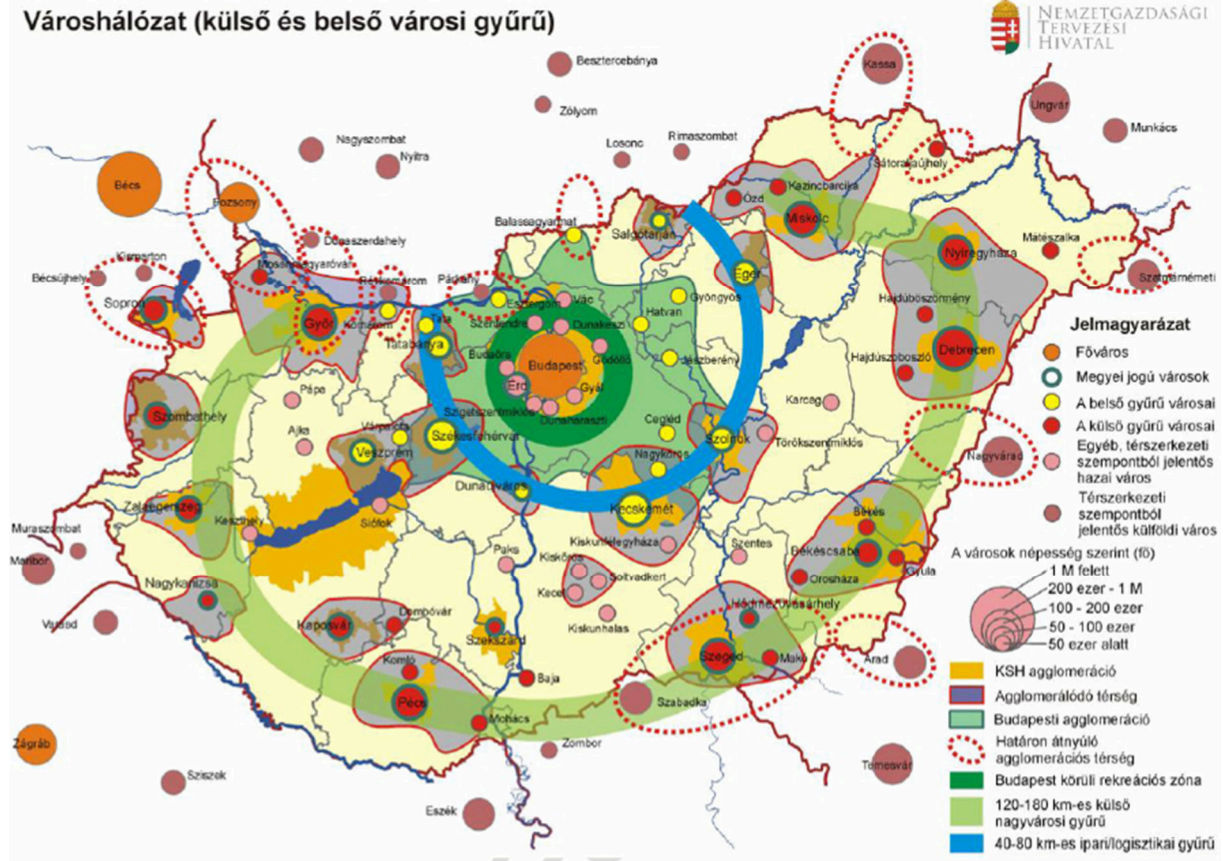 Városhálózat (külső és belső városi gyűrű)
NEMZETGAZDASÁGI
TERVEZÉSI
HIVATAL
Besztercebánya
Zólyom
Kassa
Ungvár
Munkács
Nagyszombat
Nyitra
Losonc
Rimaszombat
Sátoraljaújhely
Bécs
Pozsony
Ózd
Kazincbarcika
Miskolc
Balassagyarmat
Salgótarján
Dunaszerdahely
Mosonmagyaróvár
Nyíregyháza
Mátészalka
Szatmárnémeti
Kismarton
Bécsújhely
Sopron
Révkomárom
Párkány
Eger
Győr
Komárom
Tata
Esztergom
Vác
Gyöngyös
Hajdúböszörmény
Szentendre
Dunakeszi
Hatvan
Tatabánya
Budaörs
Gödöllő
Budapest
Jászberény
Hajdúszoboszló
Debrecen
Érd
Gyál
Pápa
Szigetszentmiklós
Dunaharaszti
Karcag
Szombathely
Ajka
Várpalota
Székesfehérvár
Cegléd
Szolnok
Törökszentmiklós
Veszprém
Nagykőrös
Nagyvárad
Dunaújváros
Zalaegerszeg
Keszthely
Siófok
Kecskemét
Békés
Muraszombat
Maribor
Paks
Kiskőrös
Kiskunfélegyháza
Szentes
Békéscsaba
Gyula
Nagykanizsa
Soltvadkert
Kecel
Orosháza
Varasd
Dombóvár
Kaposvár
Kiskunhalas
Hódmezővásárhely
Szekszárd
Szeged
Makó
Arad
Komló
Baja
Pécs
Mohács
Szabadka
Zágráb
Zombor
Temesvár
Sziszek
Eszék
Jelmagyarázat
Főváros
Megyei jogú városok
A belső gyűrű városai
A külső gyűrű városai
Egyéb, térszerkezeti
szempontból jelentős
hazai város
Térszerkezeti
szempontból
jelentős külföldi város
A városok népesség szerint (fő)
1 M felett
200 ezer - 1 M
100 - 200 ezer
50 - 100 ezer
50 ezer alatt
KSH agglomeráció
Agglomerálódó térség
Budapesti agglomeráció
Határon átnyúló
agglomerációs térség
Budapest körüli rekreációs zóna
120-180 km-es külső
nagyvárosi gyűrű
40-80 km-es ipari/logisztikai gyűrű